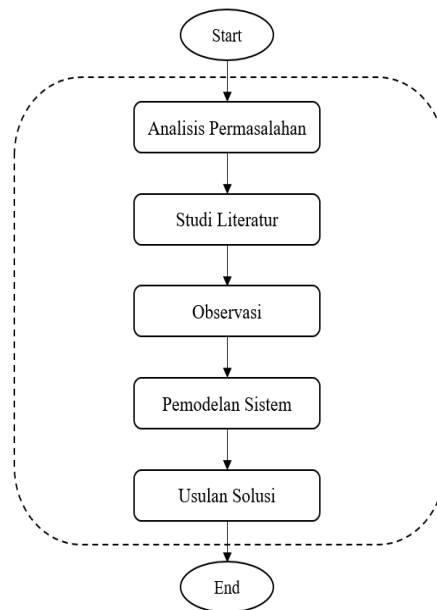 Start
Analisis Permasalahan
Studi Literatur
Observasi
Pemodelan Sistem
Usulan Solusi
End